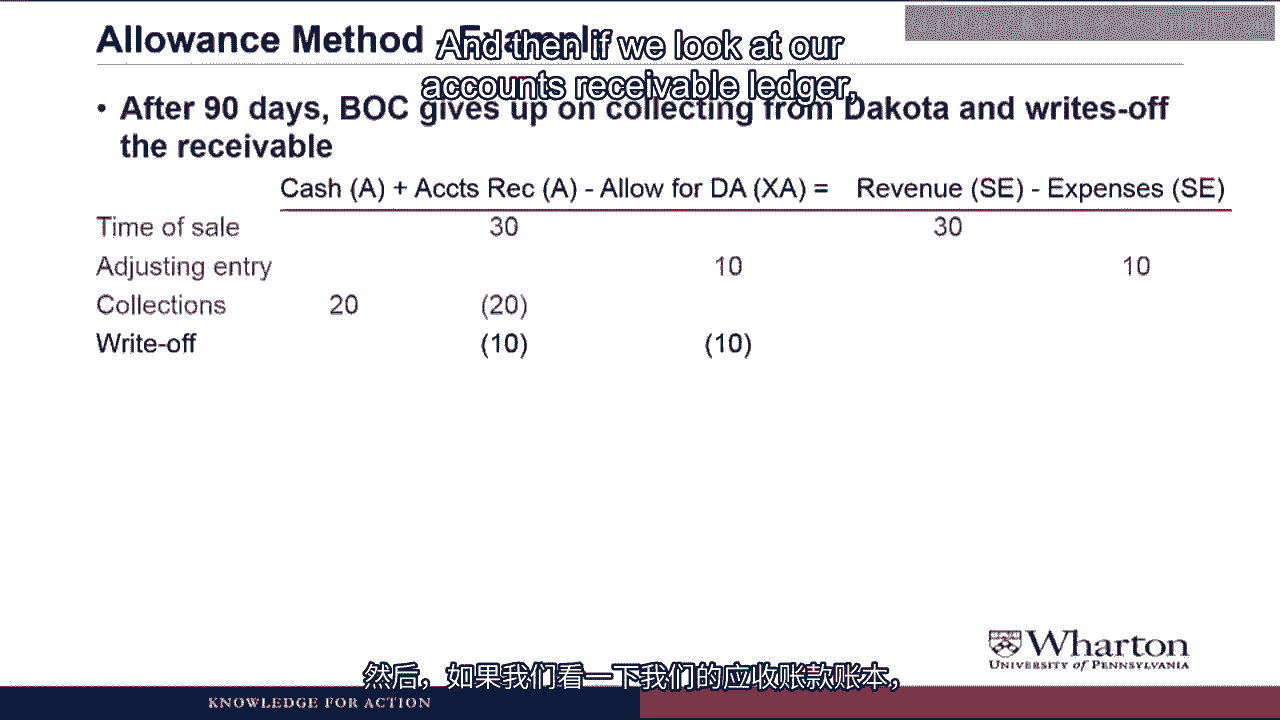 Allowance Method - Example
And then if we look at our
accounts receivable ledger,
• After 90 days, BOC gives up on collecting from Dakota and writes-off
the receivable
Cash (A) + Accts Rec (A) - Allow for DA (XA) = Revenue (SE) - Expenses (SE)
Time of sale 30 30
Adjusting entry 10 10
Collections 20 (20)
Write-off (10) (10)
Wharton
UNIVERSITY of PENNSYLVANIA
然后，如果我们看一下我们的应收账款账本，
KNOWLEDGE FOR ACTION